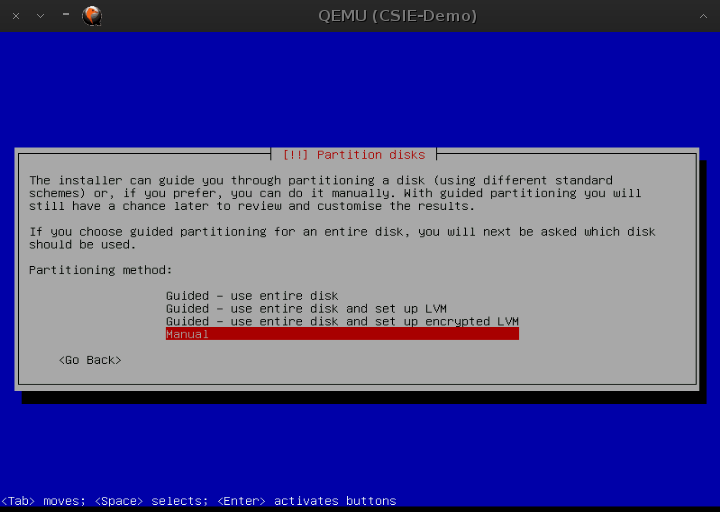 QEMU (CSIE-Demo)
[!!] Partition disks
The installer can guide you through partitioning a disk (using different standard
schemes) or, if you prefer, you can do it manually. With guided partitioning you will
still have a chance later to review and customise the results.
If you choose guided partitioning for an entire disk, you will next be asked which disk
should be used.
Partitioning method:
Guided - use entire disk
Guided - use entire disk and set up LVM
Guided - use entire disk and set up encrypted LVM
Manual
<Go Back>
<Tab> moves; <Space> selects; <Enter> activates buttons